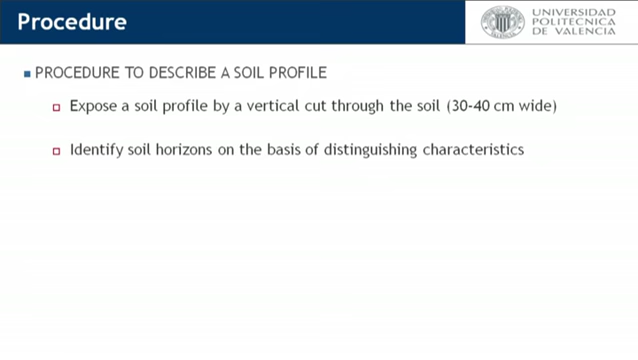 Procedure
UNIVERSIDAD
POLITECNICA
DE VALENCIA
PROCEDURE TO DESCRIBE A SOIL PROFILE
Expose a soil profile by a vertical cut through the soil (30-40 cm wide)
Identify soil horizons on the basis of distinguishing characteristics